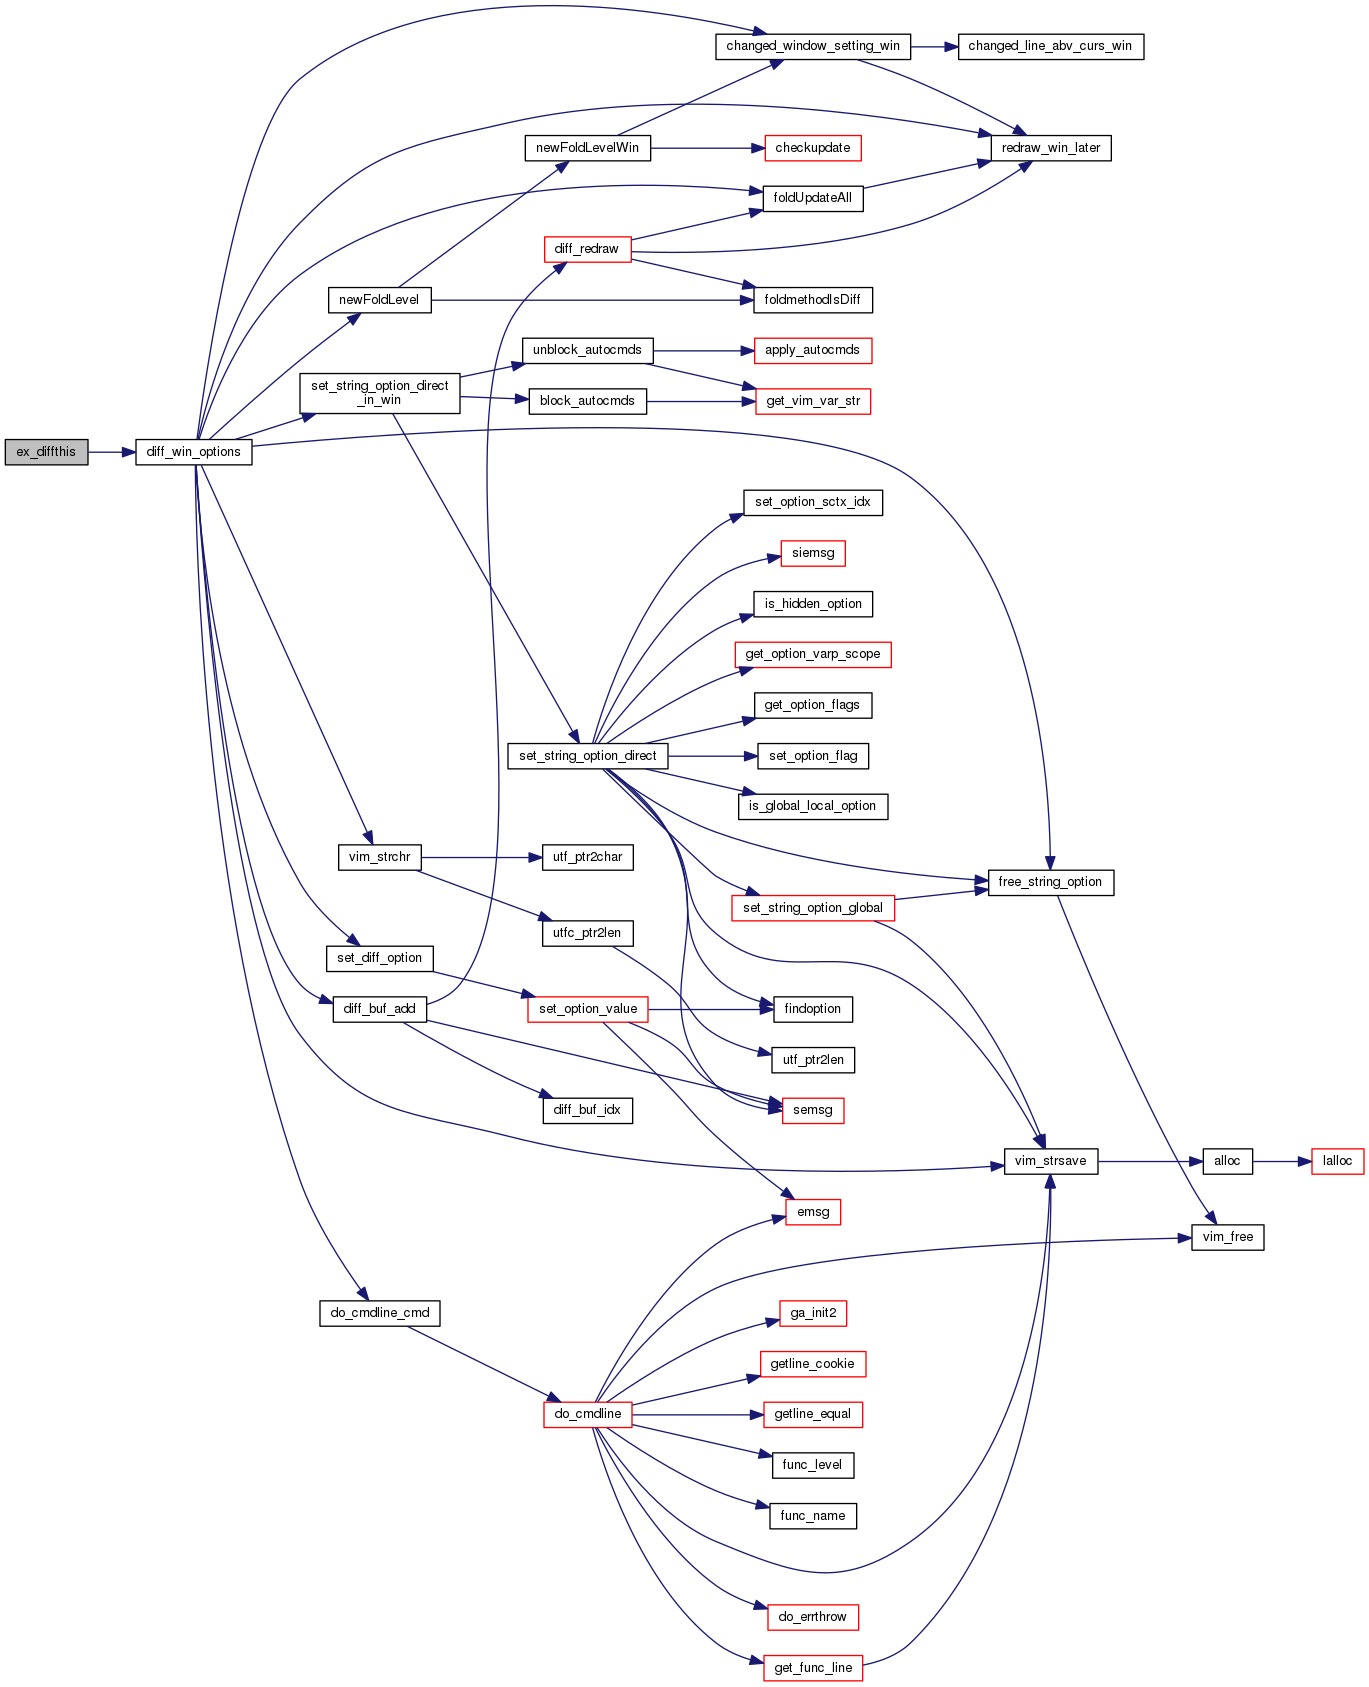 changed_window_setting_win
changed_line_abv_curs_win
newFoldLevelWin
checkupdate
redraw_win_later
foldUpdateAll
diff_redraw
newFoldLevel
foldmethodIsDiff
unblock_autocmds
apply_autocmds
set_string_option_direct
_in_win
block_autocmds
get_vim_var_str
ex_diffthis
diff_win_options
set_option_sctx_idx
siemsg
is_hidden_option
get_option_varp_scope
get_option_flags
set_string_option_direct
set_option_flag
is_global_local_option
vim_strchr
utf_ptr2char
free_string_option
set_string_option_global
utfc_ptr2len
set_diff_option
diff_buf_add
set_option_value
findoption
utf_ptr2len
diff_buf_idx
semsg
vim_strsave
alloc
lalloc
emsg
vim_free
do_cmdline_cmd
ga_init2
getline_cookie
do_cmdline
getline_equal
func_level
func_name
do_errthrow
get_func_line